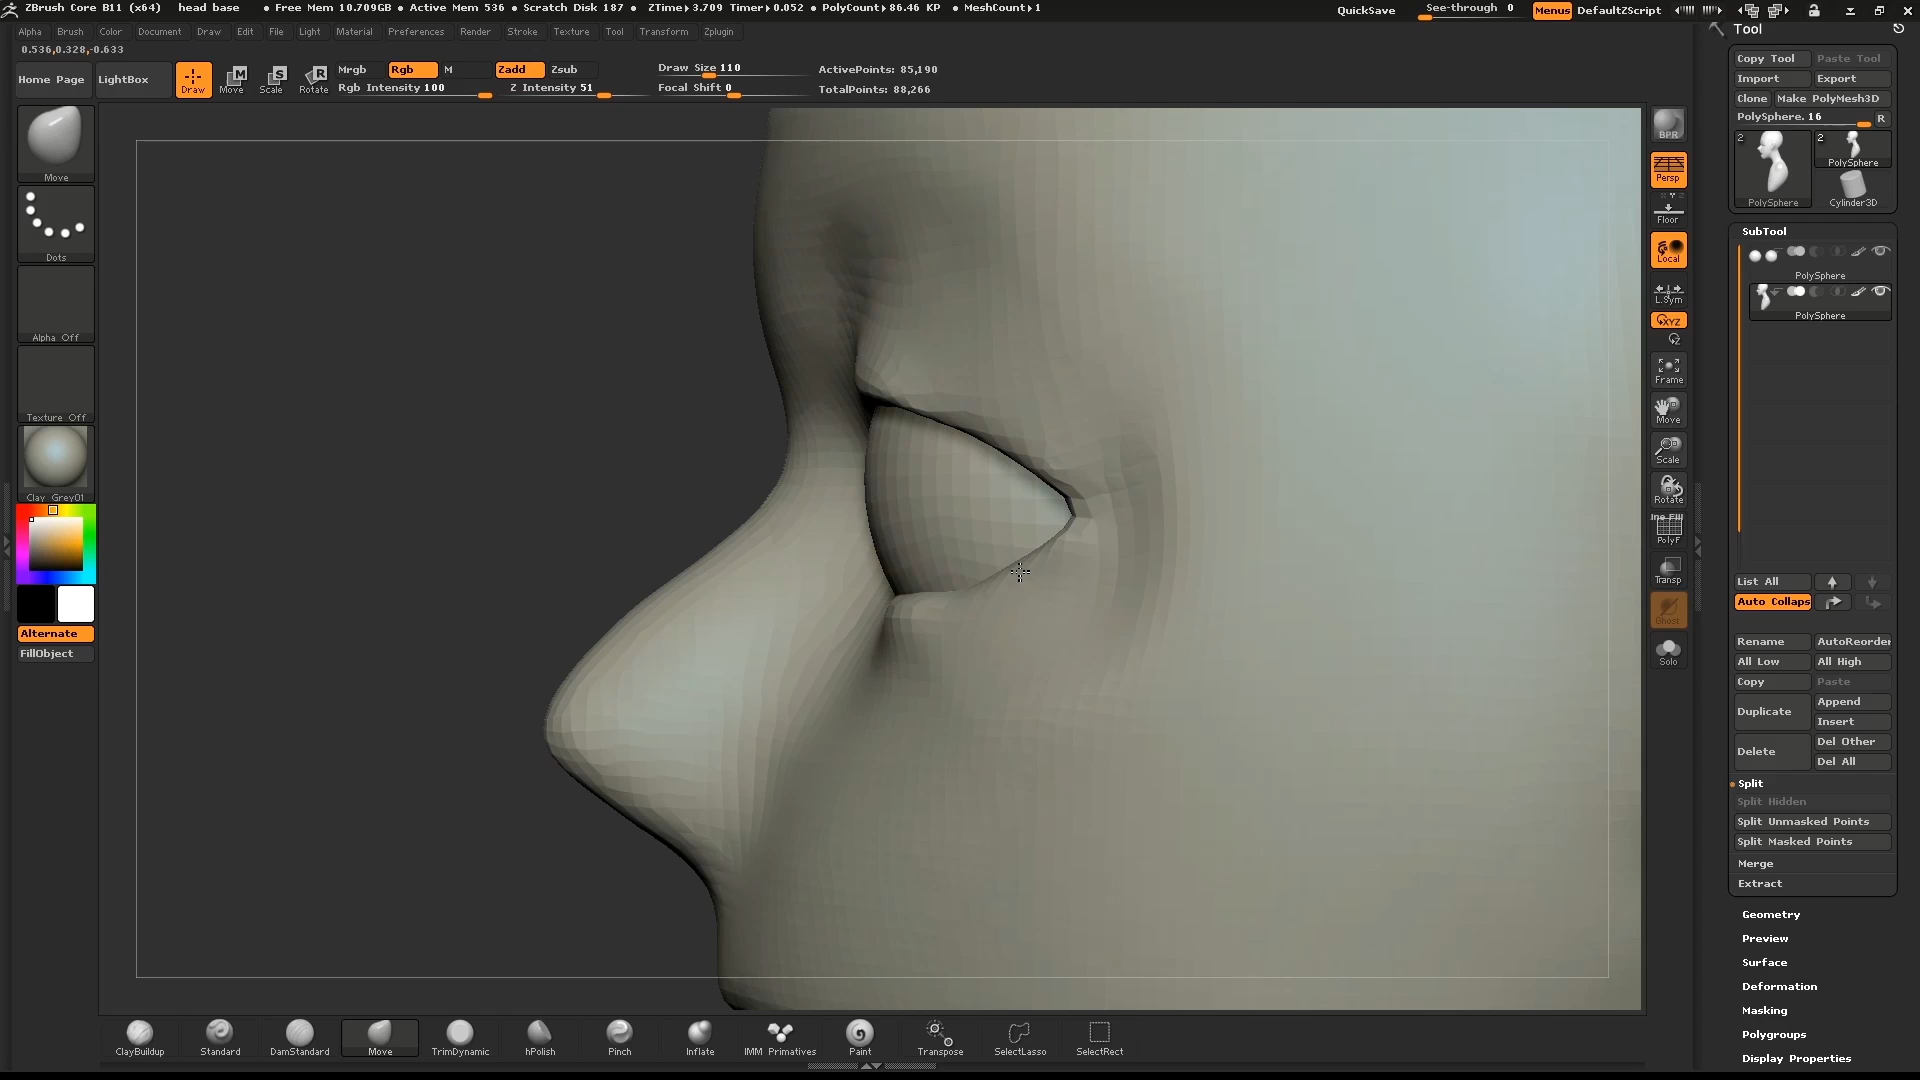 ZBrush Core B11 (x64) head base • Free Mem 10.709GB • Active Mem 536 • Scratch Disk 187 • ZTime▸3.709 Timer▸0.052 • PolyCount▸86.46 KP • MeshCount▸1 QuickSave See-through 0 Menus DefaultZScript
Alpha Brush Color Document Draw Edit File Light Material Preferences Render Stroke Texture Tool Transform Zplugin
0.536,0.328,-0.633
Home Page LightBox Draw Move Scale Rotate
M S R
Mrgb Rgb M Zadd Zsub
Rgb Intensity 100 Z Intensity 51
Draw Size 110
Focal Shift 0
ActivePoints: 85,190
TotalPoints: 88,266
Move
Dots
Alpha Off
Texture Off
Clay_Grey01
Alternate
FillObject
BPR
Persp
Floor
Local
L.Sym
XYZ
Frame
Move
Scale
Rotate
PolyF
Transp
Ghost
Solo
Tool
Copy Tool Paste Tool
Import Export
Clone Make PolyMesh3D
PolySphere. 16 R
2 2
PolySphere
PolySphere Cylinder3D
SubTool
PolySphere
PolySphere
List All
Auto Collaps
Rename AutoReorder
All Low All High
Copy Paste
Duplicate Append
Insert
Delete Del Other
Del All
Split
Split Hidden
Split Unmasked Points
Split Masked Points
Merge
Extract
Geometry
Preview
Surface
Deformation
Masking
Polygroups
Display Properties
ClayBuildup Standard DamStandard Move TrimDynamic hPolish Pinch Inflate IMM Primitives Paint Transpose SelectLasso SelectRect